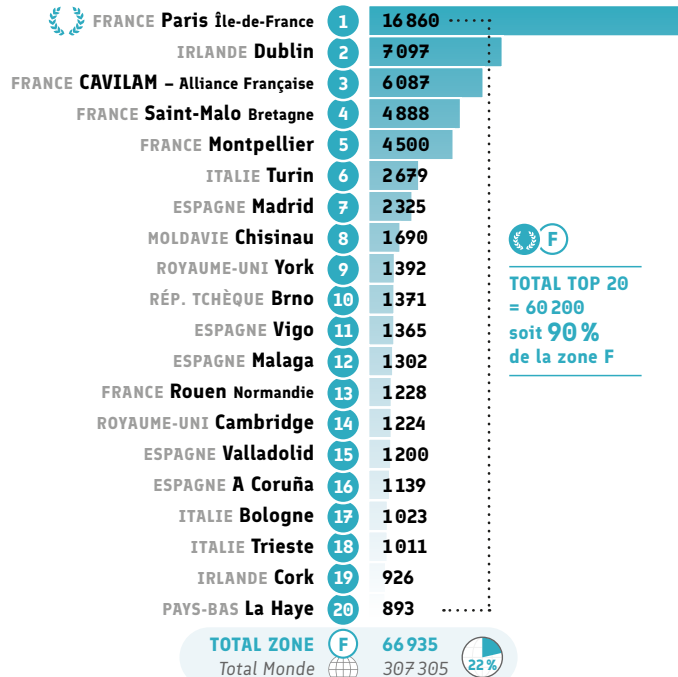 FRANCE Paris Île-de-France 1 16 860
IRLANDE Dublin 2 7 097
FRANCE CAVILAM – Alliance Française 3 6 087
FRANCE Saint-Malo Bretagne 4 4 888
FRANCE Montpellier 5 4 500
ITALIE Turin 6 2 679
ESPAGNE Madrid 7 2 325
MOLDAVIE Chisinau 8 1 690
ROYAUME-UNI York 9 1 392
RÉP. TCHÈQUE Brno 10 1 371
ESPAGNE Vigo 11 1 365
ESPAGNE Malaga 12 1 302
FRANCE Rouen Normandie 13 1 228
ROYAUME-UNI Cambridge 14 1 224
ESPAGNE Valladolid 15 1 200
ESPAGNE A Coruña 16 1 139
ITALIE Bologne 17 1 023
ITALIE Trieste 18 1 011
IRLANDE Cork 19 926
PAYS-BAS La Haye 20 893
F
TOTAL TOP 20
= 60 200
soit 90 %
de la zone F
TOTAL ZONE F 66 935
Total Monde 307 305
22 %